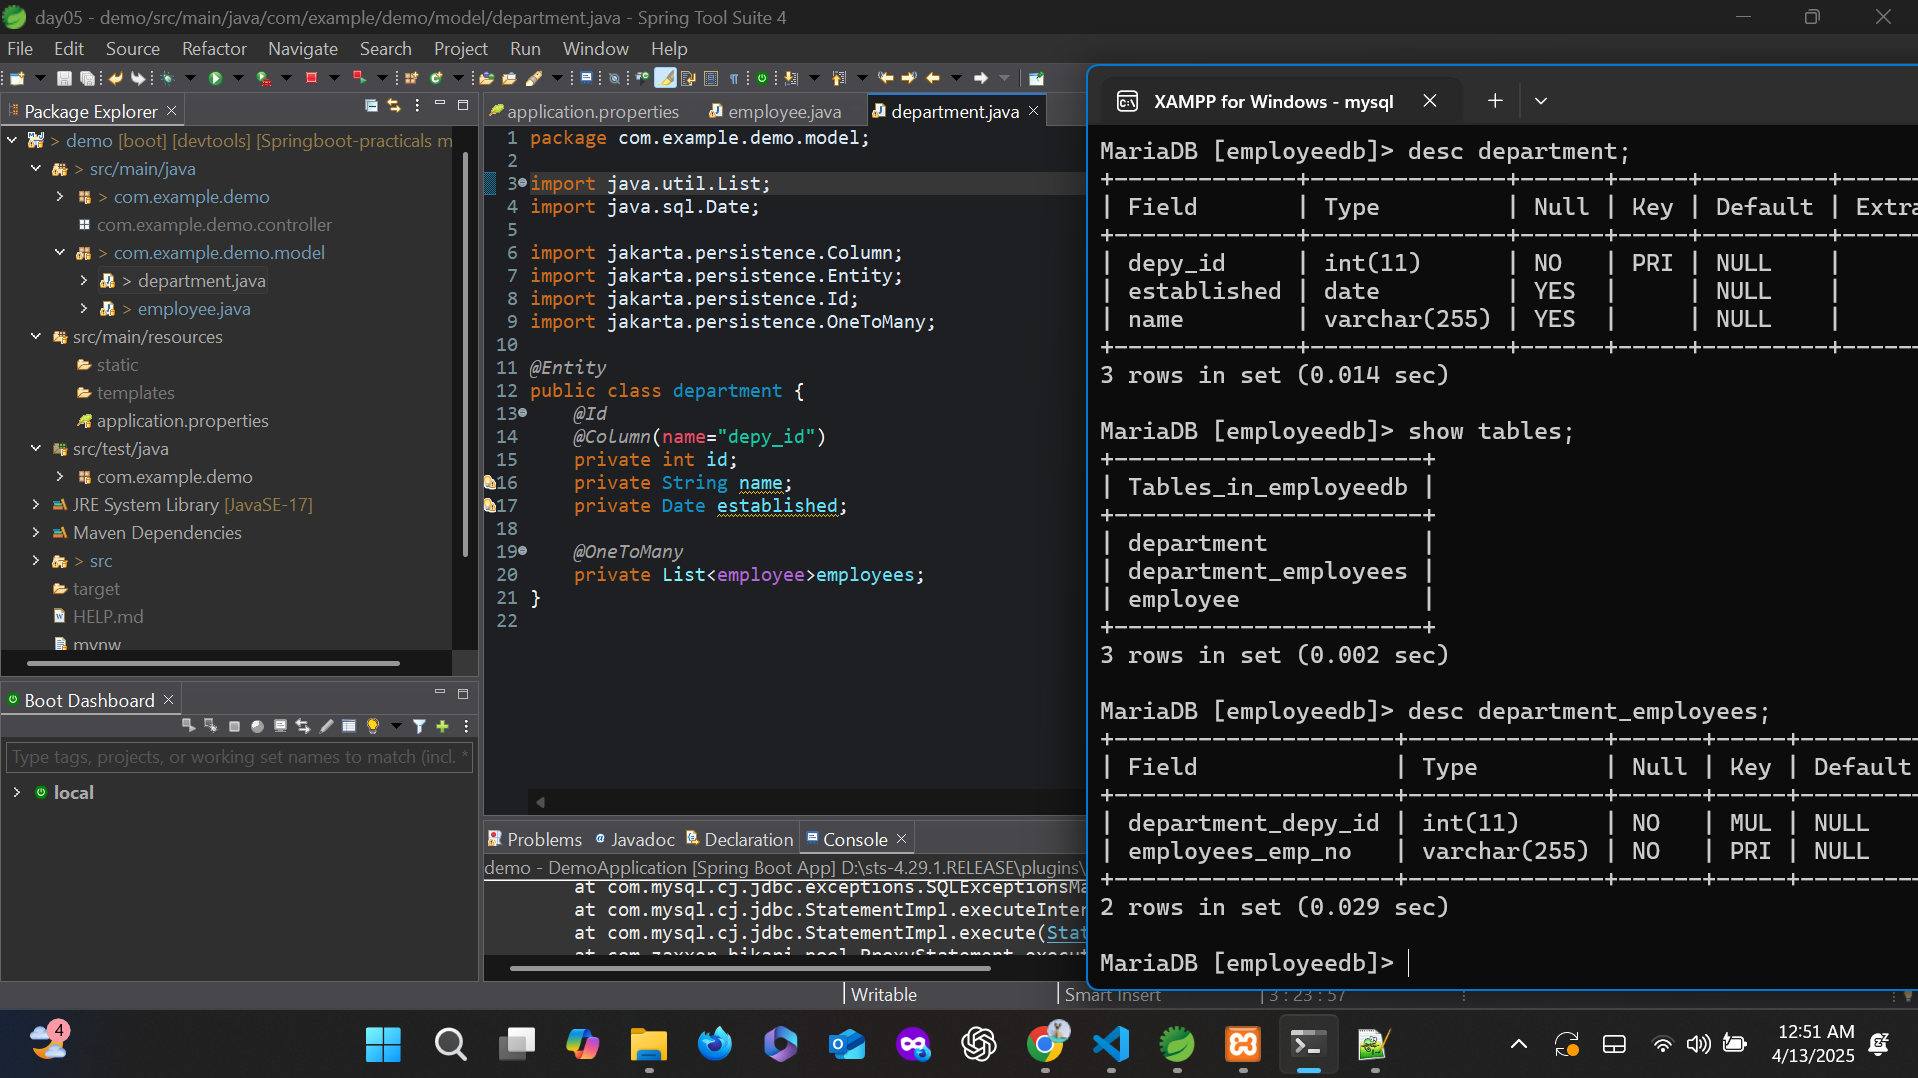 day05 - demo/src/main/java/com/example/demo/model/department.java - Spring Tool Suite 4
File Edit Source Refactor Navigate Search Project Run Window Help
Package Explorer
demo [boot] [devtools] [Springboot-practicals m
src/main/java
com.example.demo
com.example.demo.controller
com.example.demo.model
department.java
employee.java
src/main/resources
static
templates
application.properties
src/test/java
com.example.demo
JRE System Library [JavaSE-17]
Maven Dependencies
src
target
HELP.md
mvnw
Boot Dashboard
Type tags, projects, or working set names to match (incl. *
local
application.properties employee.java department.java
1 package com.example.demo.model;
2
3 import java.util.List;
4 import java.sql.Date;
5
6 import jakarta.persistence.Column;
7 import jakarta.persistence.Entity;
8 import jakarta.persistence.Id;
9 import jakarta.persistence.OneToMany;
10
11 @Entity
12 public class department {
13 @Id
14 @Column(name="depy_id")
15 private int id;
16 private String name;
17 private Date established;
18
19 @OneToMany
20 private List<employee>employees;
21 }
22
Problems @ Javadoc Declaration Console
demo - DemoApplication [Spring Boot App] D:\sts-4.29.1.RELEASE\plugins\
at com.mysql.cj.jdbc.exceptions.SQLExceptionsMa
at com.mysql.cj.jdbc.StatementImpl.executeInter
at com.mysql.cj.jdbc.StatementImpl.execute(Stat
at com.zaxxer.hikari.pool.ProxyStatement.execut
Writable Smart Insert 3 : 23 : 57
XAMPP for Windows - mysql
MariaDB [employeedb]> desc department;
+--------------+--------------+------+-----+---------+------
| Field | Type | Null | Key | Default | Extra
+--------------+--------------+------+-----+---------+------
| depy_id | int(11) | NO | PRI | NULL |
| established | date | YES | | NULL |
| name | varchar(255) | YES | | NULL |
+--------------+--------------+------+-----+---------+------
3 rows in set (0.014 sec)
MariaDB [employeedb]> show tables;
+----------------------+
| Tables_in_employeedb |
+----------------------+
| department |
| department_employees |
| employee |
+----------------------+
3 rows in set (0.002 sec)
MariaDB [employeedb]> desc department_employees;
+--------------------+--------------+------+-----+--------
| Field | Type | Null | Key | Default
+--------------------+--------------+------+-----+--------
| department_depy_id | int(11) | NO | MUL | NULL
| employees_emp_no | varchar(255) | NO | PRI | NULL
+--------------------+--------------+------+-----+--------
2 rows in set (0.029 sec)
MariaDB [employeedb]>
4
12:51 AM
4/13/2025